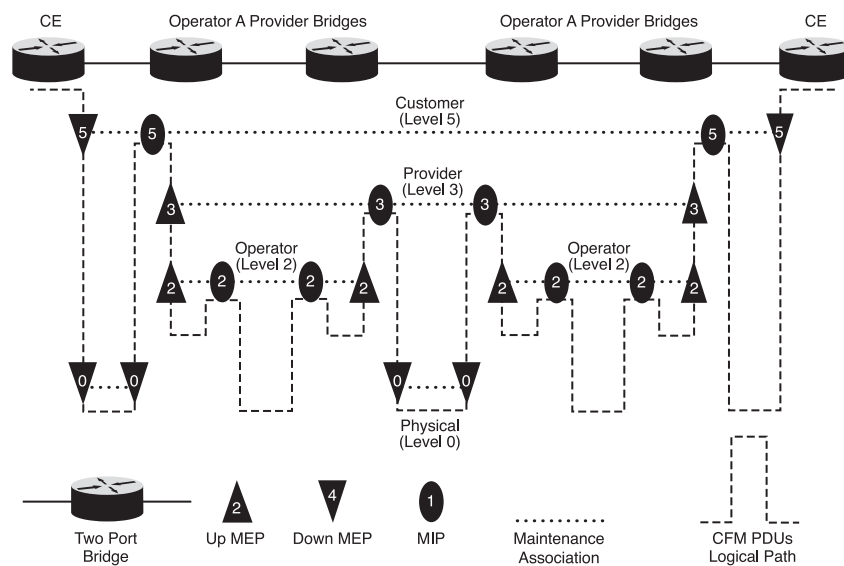 CE
Operator A Provider Bridges
Operator A Provider Bridges
CE
Customer
(Level 5)
5
5
5
5
Provider
(Level 3)
3
3
3
3
Operator
(Level 2)
Operator
(Level 2)
2
2
2
2
2
2
2
2
0
0
0
0
Physical
(Level 0)
2
4
1
Two Port
Bridge
Up MEP
Down MEP
MIP
Maintenance
Association
CFM PDUs
Logical Path